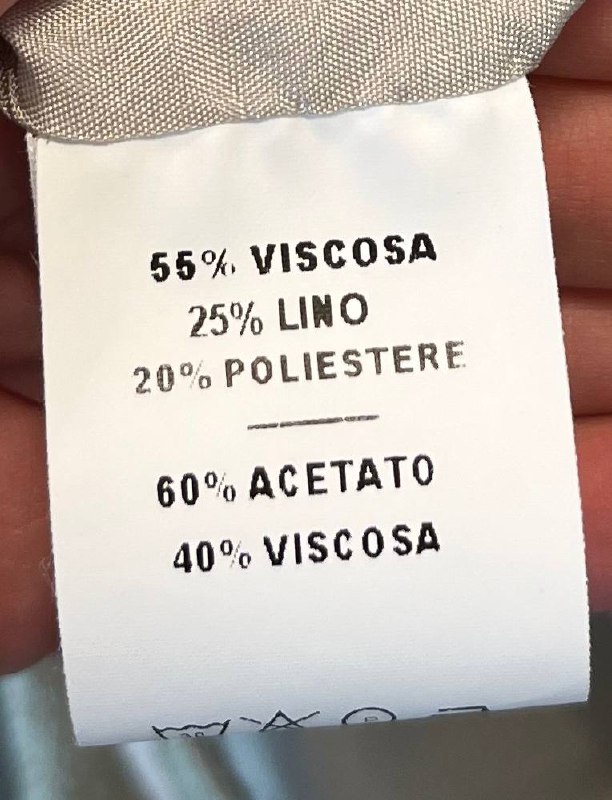 55% VISCOSA
25% LINO
20% POLIESTERE
60% ACETATO
40% VISCOSA